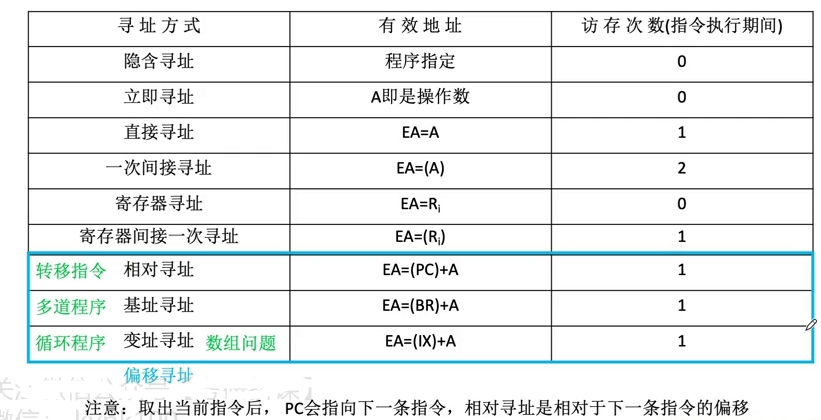 寻址方式 有效地址 访存次数(指令执行期间)
隐含寻址 程序指定 0
立即寻址 A即是操作数 0
直接寻址 EA=A 1
一次间接寻址 EA=(A) 2
寄存器寻址 EA=Ri 0
寄存器间接一次寻址 EA=(Ri) 1
转移指令 相对寻址 EA=(PC)+A 1
多道程序 基址寻址 EA=(BR)+A 1
循环程序 变址寻址 数组问题 EA=(IX)+A 1
偏移寻址
注意：取出当前指令后，PC会指向下一条指令，相对寻址是相对于下一条指令的偏移